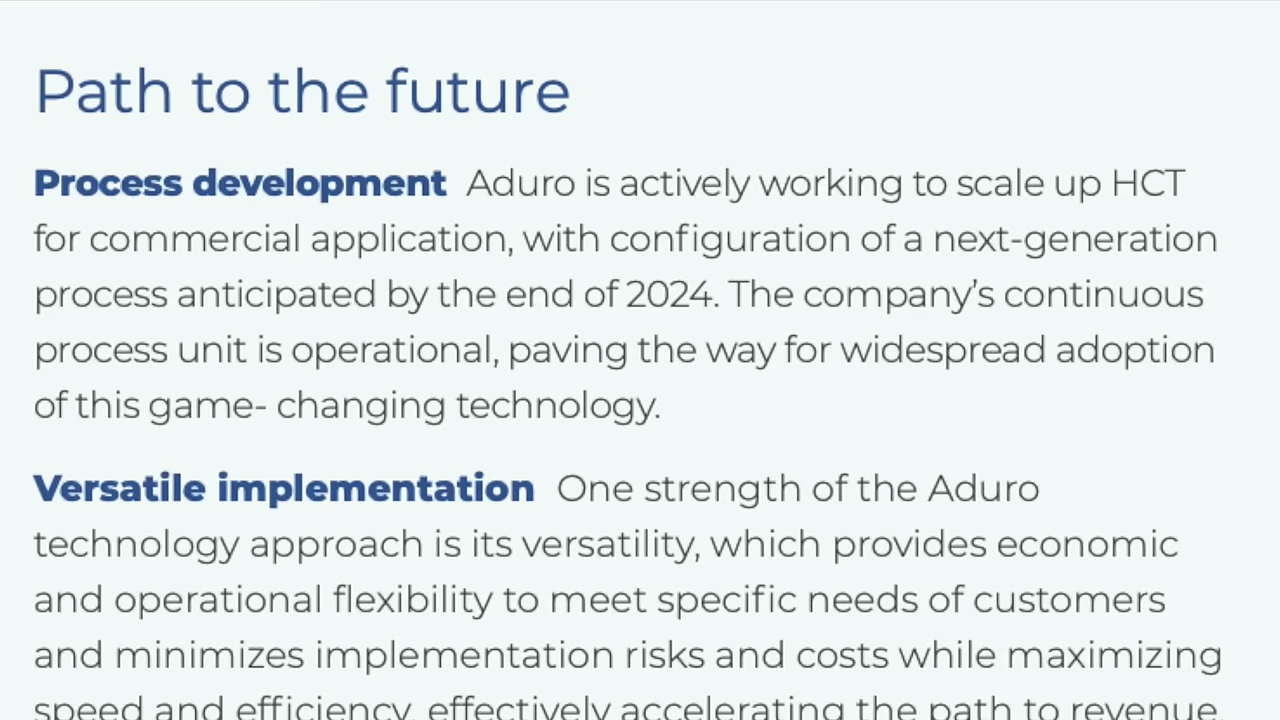 Path to the future
Process development Aduro is actively working to scale up HCT
for commercial application, with configuration of a next-generation
process anticipated by the end of 2024. The company’s continuous
process unit is operational, paving the way for widespread adoption
of this game- changing technology.
Versatile implementation One strength of the Aduro
technology approach is its versatility, which provides economic
and operational flexibility to meet specific needs of customers
and minimizes implementation risks and costs while maximizing
speed and efficiency, effectively accelerating the path to revenue.